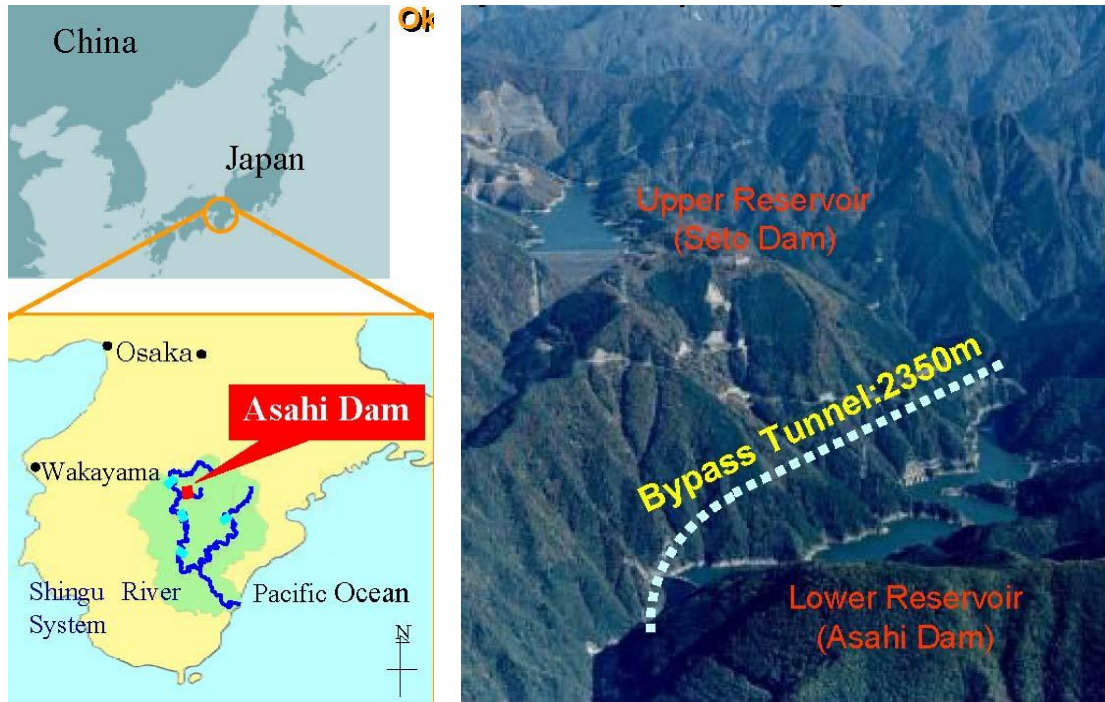 China
Japan
Osaka
Asahi Dam
Wakayama
Shingu River
System
Pacific Ocean
N
Upper Reservoir
(Seto Dam)
Bypass Tunnel:2350m
Lower Reservoir
(Asahi Dam)